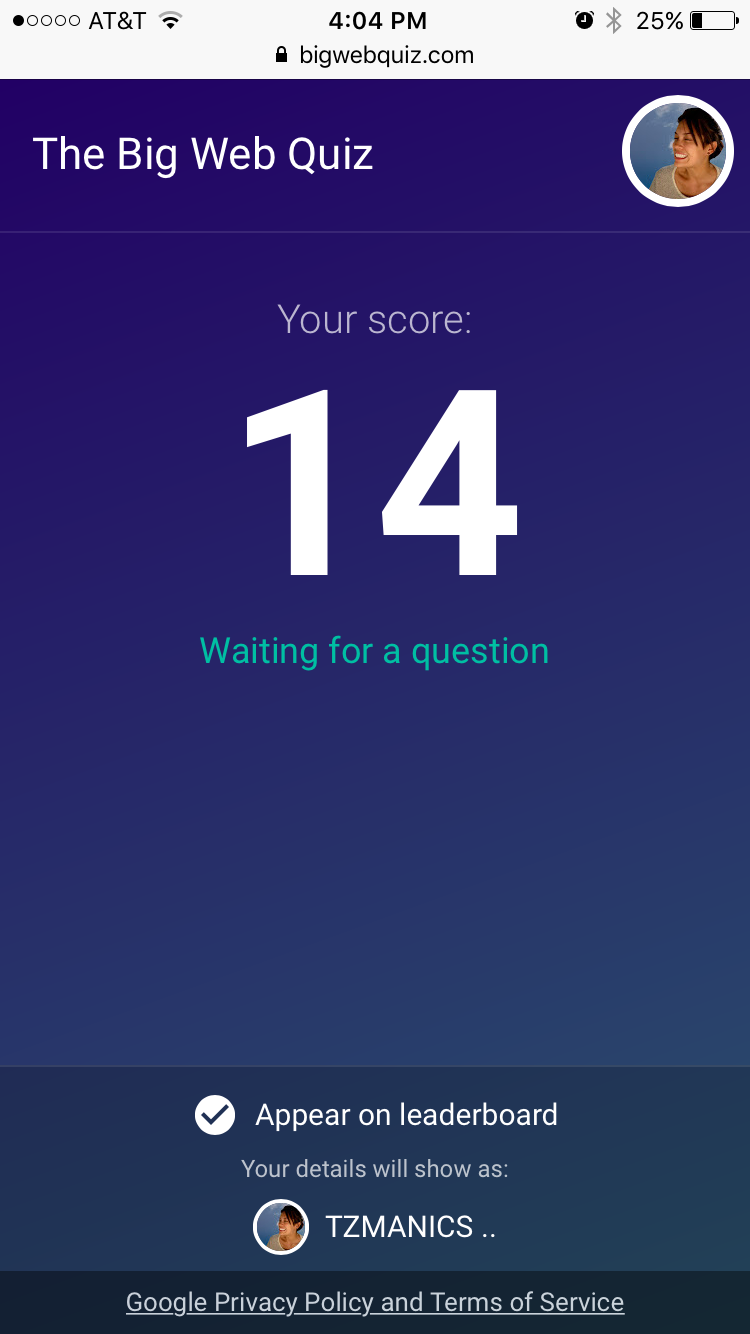 AT&T 4:04 PM 25%
bigwebquiz.com
The Big Web Quiz
Your score:
14
Waiting for a question
Appear on leaderboard
Your details will show as:
TZMANICS ..
Google Privacy Policy and Terms of Service